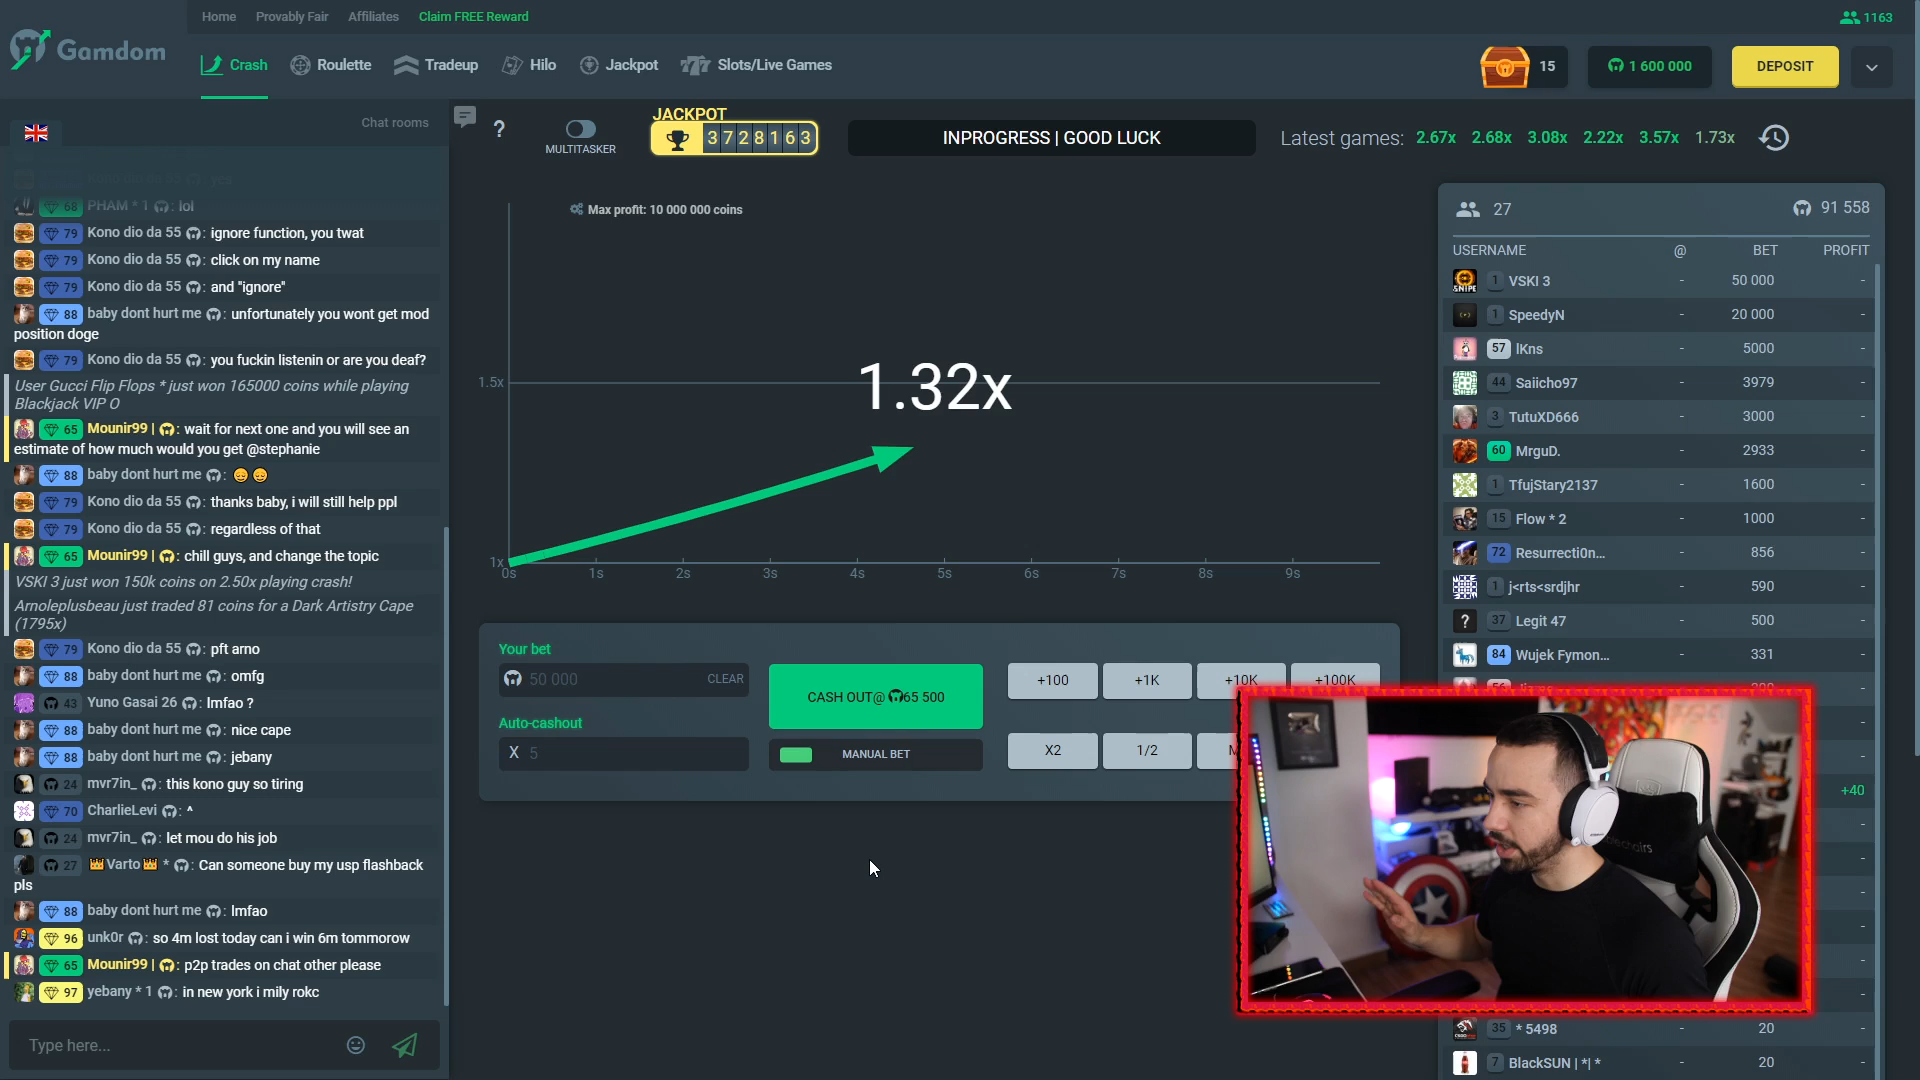 Home Provably Fair Affiliates Claim FREE Reward 1163
Gamdom
Crash Roulette Tradeup Hilo Jackpot Slots/Live Games 15 1 600 000 DEPOSIT
Chat rooms
PHAM * 1 : lol
68
79 Kono dio da 55 : ignore function, you twat
79 Kono dio da 55 : click on my name
79 Kono dio da 55 : and "ignore"
88 baby dont hurt me : unfortunately you wont get mod
position doge
79 Kono dio da 55 : you fuckin listenin or are you deaf?
User Gucci Flip Flops * just won 165000 coins while playing
Blackjack VIP O
65 Mounir99 | : wait for next one and you will see an
estimate of how much would you get @stephanie
88 baby dont hurt me :
79 Kono dio da 55 : thanks baby, i will still help ppl
79 Kono dio da 55 : regardless of that
65 Mounir99 | : chill guys, and change the topic
VSKI 3 just won 150k coins on 2.50x playing crash!
Arnoleplusbeau just traded 81 coins for a Dark Artistry Cape
(1795x)
79 Kono dio da 55 : pft arno
88 baby dont hurt me : omfg
43 Yuno Gasai 26 : lmfao ?
88 baby dont hurt me : nice cape
88 baby dont hurt me : jebany
24 mvr7in_ : this kono guy so tiring
70 CharlieLevi : ^
24 mvr7in_ : let mou do his job
27 Varto * : Can someone buy my usp flashback
pls
88 baby dont hurt me : lmfao
96 unk0r : so 4m lost today can i win 6m tommorow
65 Mounir99 | : p2p trades on chat other please
97 yebany * 1 : in new york i mily rokc
Type here...
?
MULTITASKER
JACKPOT
3728163
INPROGRESS | GOOD LUCK
Latest games: 2.67x 2.68x 3.08x 2.22x 3.57x 1.73x
Max profit: 10 000 000 coins
1.5x
1.32x
1x
0s 1s 2s 3s 4s 5s 6s 7s 8s 9s
Your bet
50 000 CLEAR
CASH OUT@ 65 500
+100 +1K +10K +100K
Auto-cashout
X 5
MANUAL BET
X2 1/2
27 91 558
USERNAME @ BET PROFIT
1 VSKI 3 - 50 000 -
1 SpeedyN - 20 000 -
57 lKns - 5000 -
44 Saiicho97 - 3979 -
3 TutuXD666 - 3000 -
60 MrguD. - 2933 -
1 TfujStary2137 - 1600 -
15 Flow * 2 - 1000 -
72 Resurrecti0n... - 856 -
1 j<rts<srdjhr - 590 -
? 37 Legit 47 - 500 -
84 Wujek Fymon... - 331 -
+40
35 * 5498 - 20 -
7 BlackSUN | *| * - 20 -
SNIPE